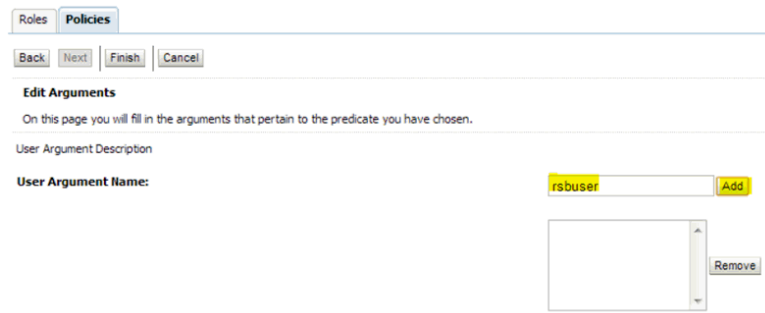 Roles Policies
Back Next Finish Cancel
Edit Arguments
On this page you will fill in the arguments that pertain to the predicate you have chosen.
User Argument Description
User Argument Name: rsbuser Add
Remove